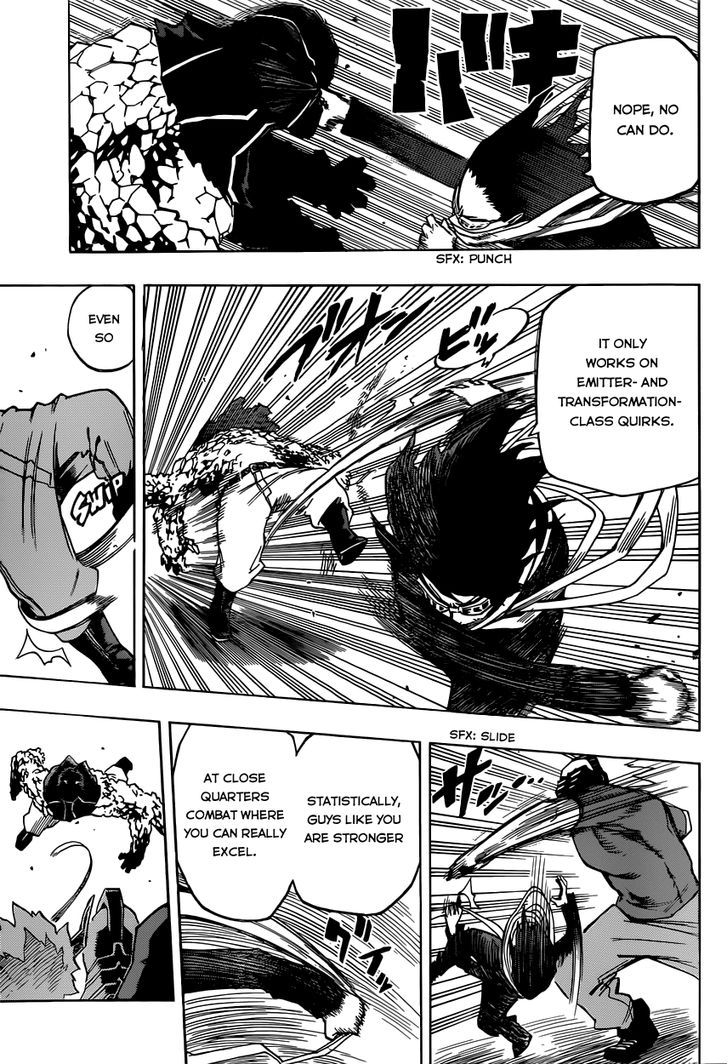 バキッ
NOPE, NO
CAN DO.
SFX: PUNCH
IT ONLY
WORKS ON
EMITTER- AND
TRANSFORMATION-
CLASS QUIRKS.
ビッ
ブオン
EVEN
SO
SWIP
SFX: SLIDE
STATISTICALLY,
GUYS LIKE YOU
ARE STRONGER
AT CLOSE
QUARTERS
COMBAT WHERE
YOU CAN REALLY
EXCEL.
グイッ